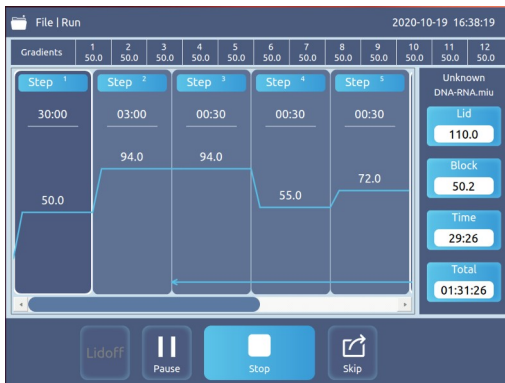 File | Run
2020-10-19 16:38:19
Gradients 1 2 3 4 5 6 7 8 9 10 11 12
50.0 50.0 50.0 50.0 50.0 50.0 50.0 50.0 50.0 50.0 50.0 50.0
Step 1 Step 2 Step 3 Step 4 Step 5
30:00 03:00 00:30 00:30 00:30
50.0 94.0 94.0 55.0 72.0
Unknown
DNA-RNA.miu
Lid
110.0
Block
50.2
Time
29:26
Total
01:31:26
Lidoff
Pause
Stop
Skip